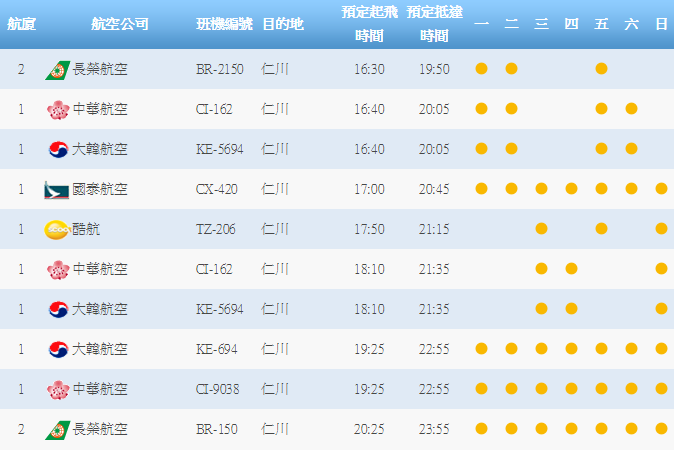 航廈 航空公司 班機編號 目的地 預定起飛時間 預定抵達時間 一 二 三 四 五 六 日
2 長榮航空 BR-2150 仁川 16:30 19:50 ● ● ●
1 中華航空 CI-162 仁川 16:40 20:05 ● ● ● ●
1 大韓航空 KE-5694 仁川 16:40 20:05 ● ● ● ●
1 國泰航空 CX-420 仁川 17:00 20:45 ● ● ● ● ● ● ●
1 酷航 TZ-206 仁川 17:50 21:15 ● ● ●
1 中華航空 CI-162 仁川 18:10 21:35 ● ● ●
1 大韓航空 KE-5694 仁川 18:10 21:35 ● ● ●
1 大韓航空 KE-694 仁川 19:25 22:55 ● ● ● ● ● ● ●
1 中華航空 CI-9038 仁川 19:25 22:55 ● ● ● ● ● ● ●
2 長榮航空 BR-150 仁川 20:25 23:55 ● ● ● ● ● ● ●